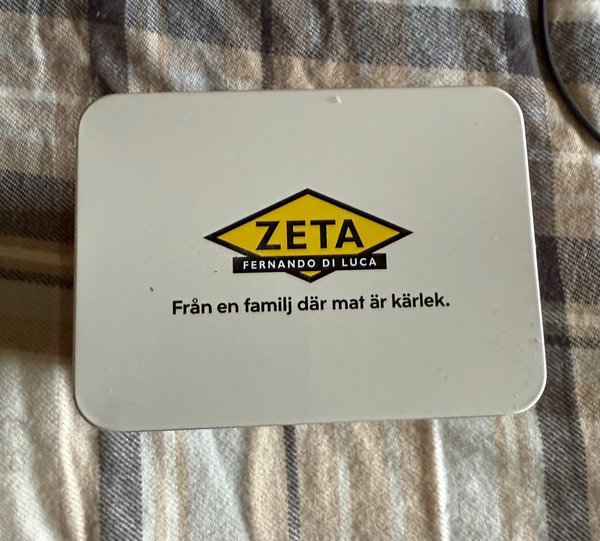 ZETA
FERNANDO DI LUCA
Från en familj där mat är kärlek.